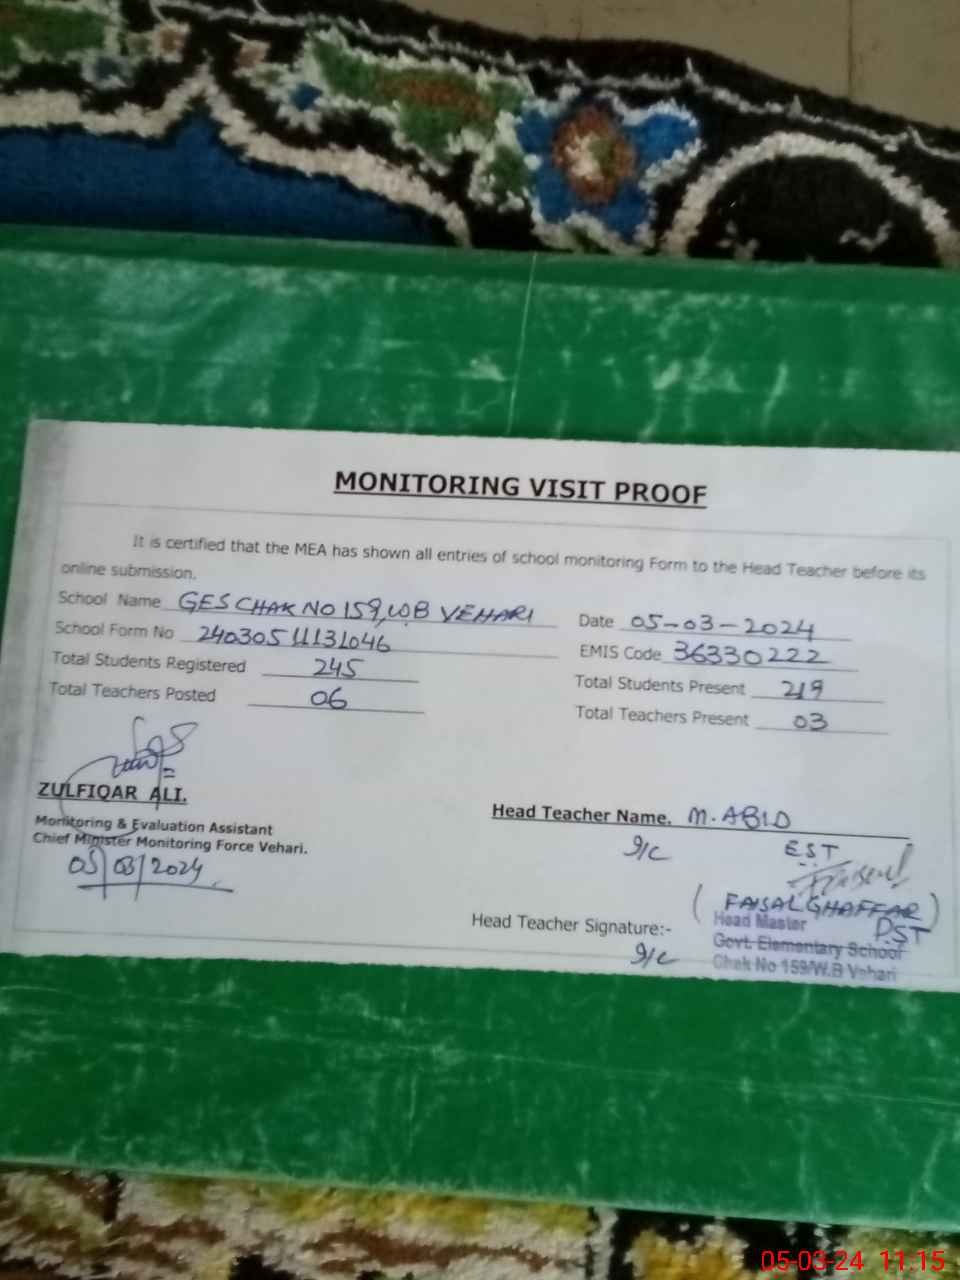 MONITORING VISIT PROOF
It is certified that the MEA has shown all entries of school monitoring Form to the Head Teacher before its
online submission.
School Name GES CHAK NO 159, WB VEHARI
Date 05-03-2024
School Form No 24030511131046
EMIS Code 36330222
Total Students Registered 245
Total Students Present 219
Total Teachers Posted 06
Total Teachers Present 03
ZULFIQAR ALI.
Monitoring & Evaluation Assistant
Chief Minister Monitoring Force Vehari.
05/03/2024
Head Teacher Name. M. ABID
I/C EST
(FAISAL GHAFFAR)
Head Master PST
Head Teacher Signature:-
Govt. Elementary School
I/C
Chak No 159/W.B Vehari
05-03-24 11:15